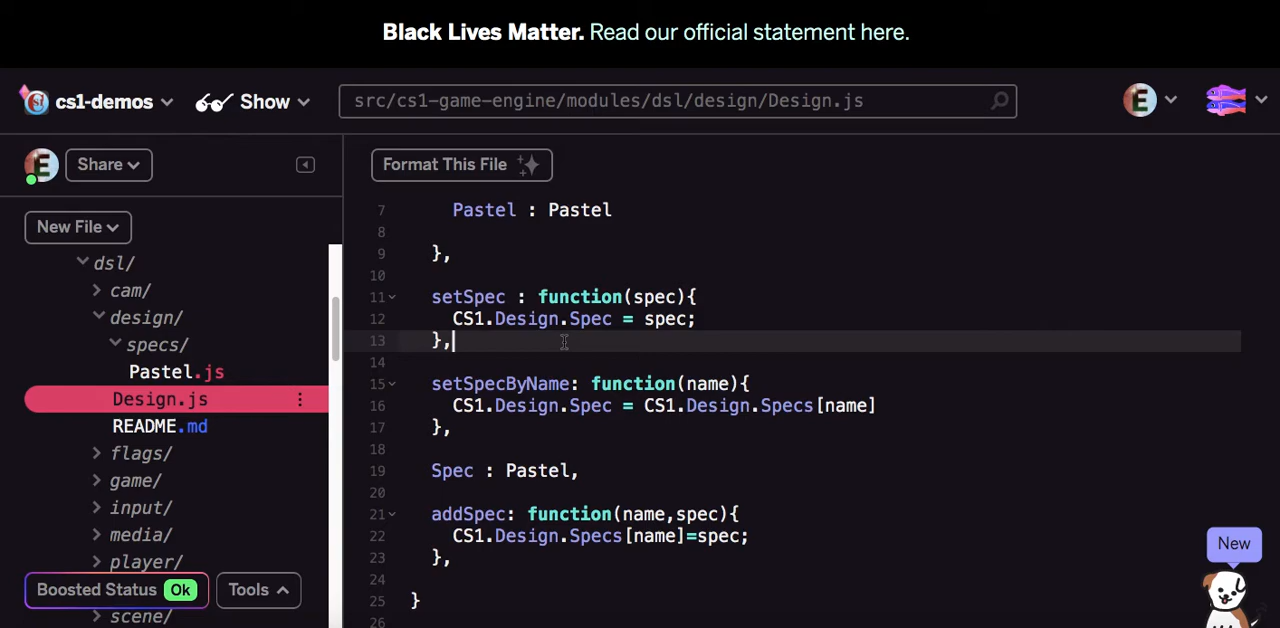 Black Lives Matter. Read our official statement here.
cs1-demos Show src/cs1-game-engine/modules/dsl/design/Design.js E
E Share Format This File
New File
dsl/
cam/
design/
specs/
Pastel.js
Design.js
README.md
flags/
game/
input/
media/
player/
Boosted Status Ok Tools
scene/
7 Pastel : Pastel
8
9 },
10
11 setSpec : function(spec){
12 CS1.Design.Spec = spec;
13 },
14
15 setSpecByName: function(name){
16 CS1.Design.Spec = CS1.Design.Specs[name]
17 },
18
19 Spec : Pastel,
20
21 addSpec: function(name,spec){
22 CS1.Design.Specs[name]=spec;
23 },
24
25 }
26
New